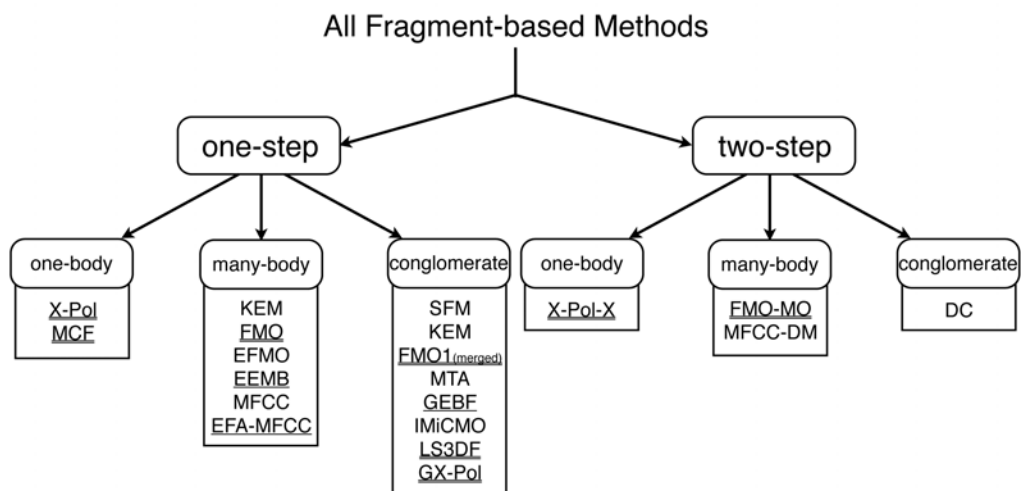 All Fragment-based Methods
one-step
two-step
one-body
many-body
conglomerate
one-body
many-body
conglomerate
X-Pol
MCF
KEM
FMO
EFMO
EEMB
MFCC
EFA-MFCC
SFM
KEM
FMO1(merged)
MTA
GEBF
IMiCMO
LS3DF
GX-Pol
X-Pol-X
FMO-MO
MFCC-DM
DC